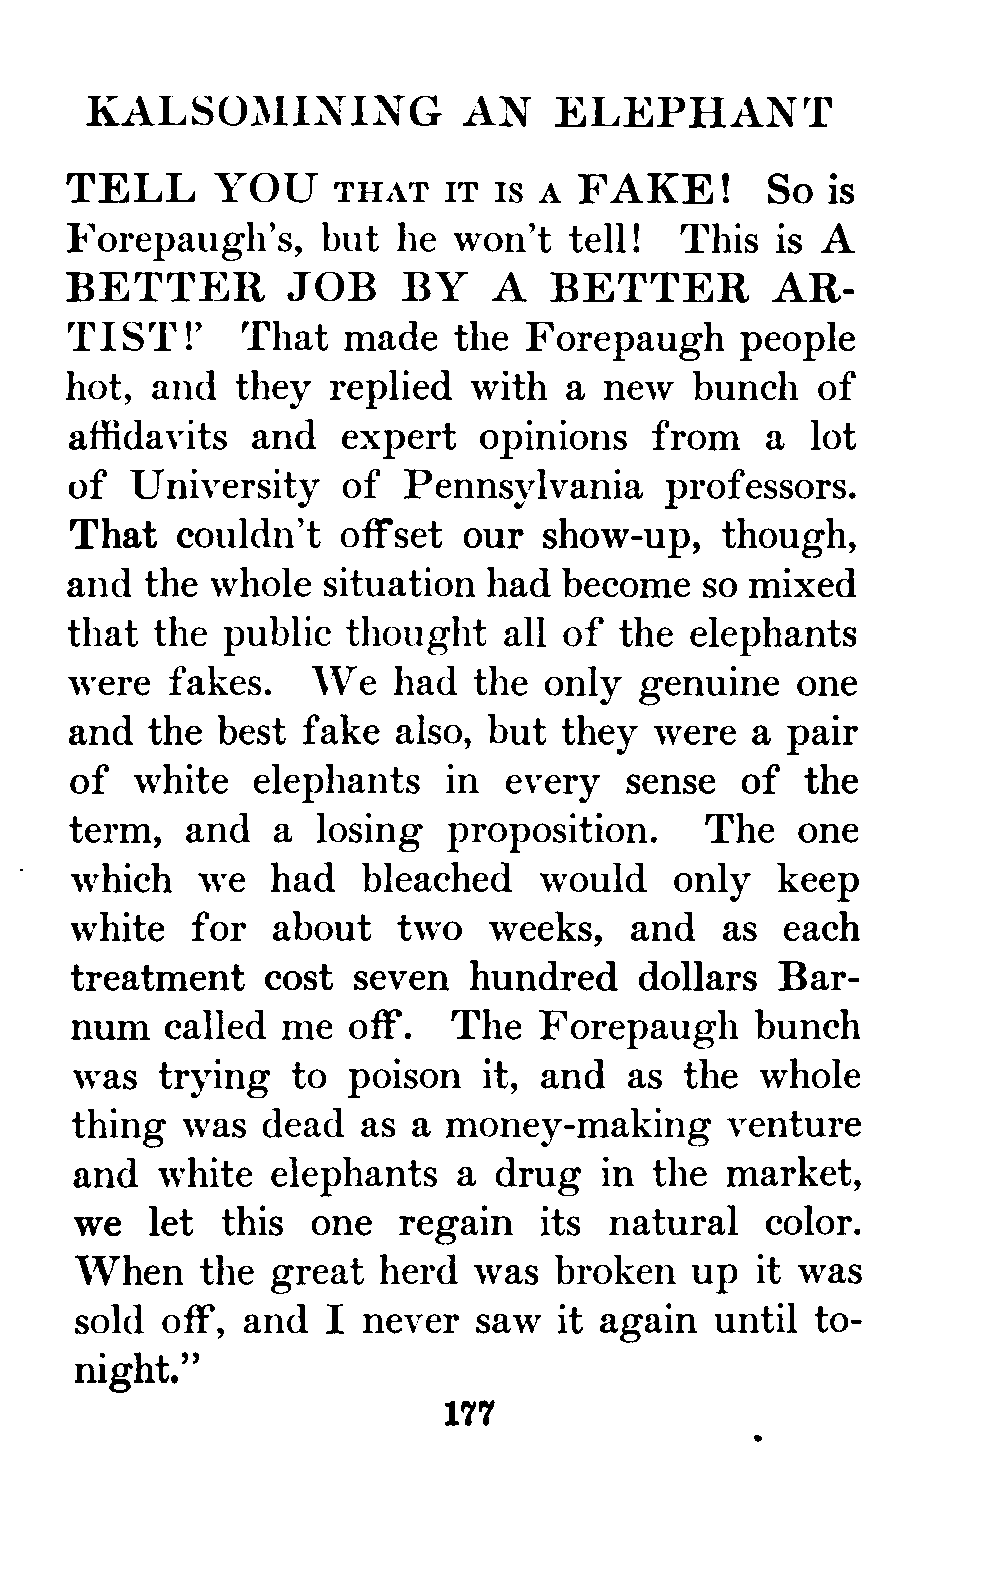 KALSOMINING AN ELEPHANT
TELL YOU THAT IT IS A FAKE! So is
Forepaugh's, but he won't tell! This is A
BETTER JOB BY A BETTER AR-
TIST!' That made the Forepaugh people
hot, and they replied with a new bunch of
affidavits and expert opinions from a lot
of University of Pennsylvania professors.
That couldn't offset our show-up, though,
and the whole situation had become so mixed
that the public thought all of the elephants
were fakes. We had the only genuine one
and the best fake also, but they were a pair
of white elephants in every sense of the
term, and a losing proposition. The one
which we had bleached would only keep
white for about two weeks, and as each
treatment cost seven hundred dollars Bar-
num called me off. The Forepaugh bunch
was trying to poison it, and as the whole
thing was dead as a money-making venture
and white elephants a drug in the market,
we let this one regain its natural color.
When the great herd was broken up it was
sold off, and I never saw it again until to-
night."
177